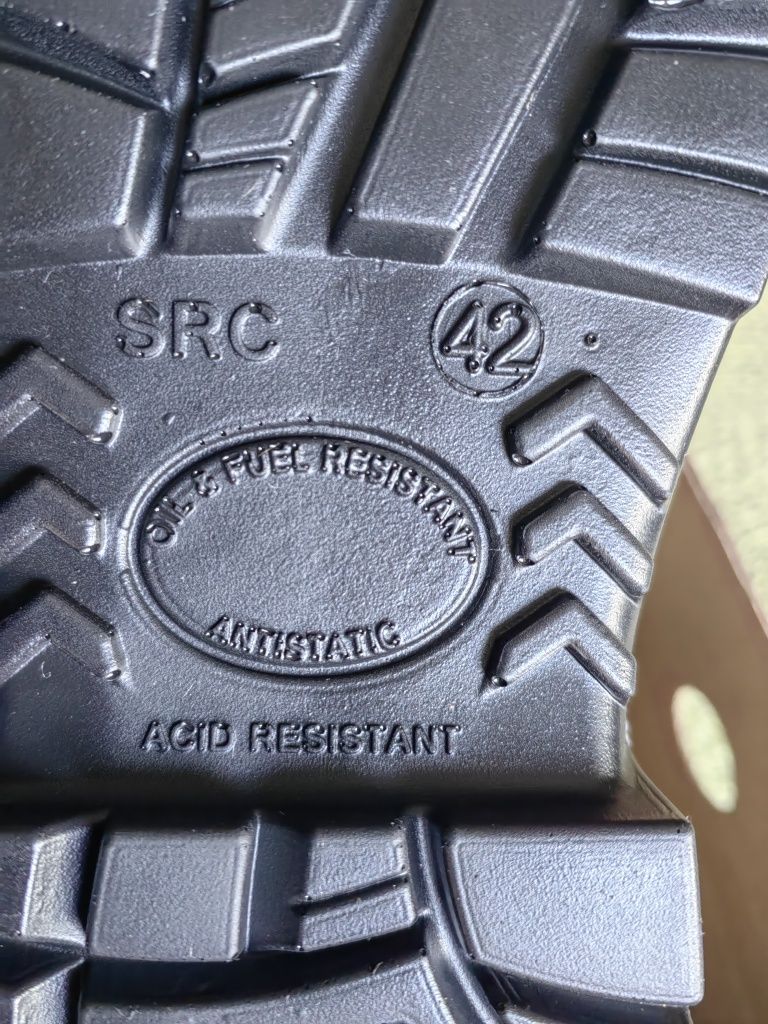 SRC
42
OIL & FUEL RESISTANT
ANTISTATIC
ACID RESISTANT